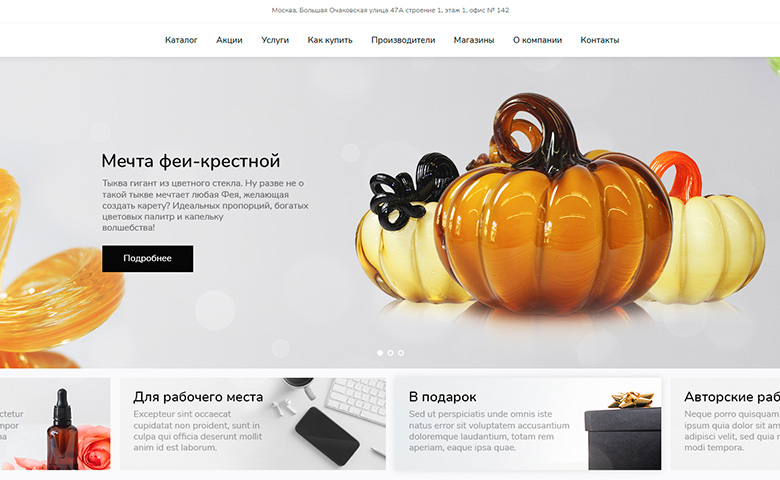 Москва, Большая Очаковская улица 47А строение 1, этаж 1, офис № 142
Каталог Акции Услуги Как купить Производители Магазины О компании Контакты
Мечта феи-крестной
Тыква гигант из цветного стекла. Ну разве не о
такой тыкве мечтает любая Фея, желающая
создать карету? Идеальных пропорций, богатых
цветовых палитр и капельку
волшебства!
Подробнее
Для рабочего места
Excepteur sint occaecat
cupidatat non proident, sunt in
culpa qui officia deserunt mollit
anim id est laborum.
В подарок
Sed ut perspiciatis unde omnis iste
natus error sit voluptatem accusantium
doloremque laudantium, totam rem
aperiam, eaque ipsa quae.
Авторские раб
Neque porro quisquam
ipsum quia dolor sit am
adipisci velit, sed quia n
modi tempora.